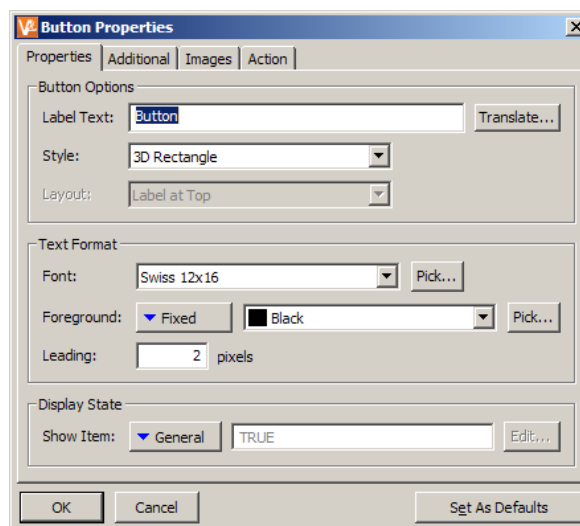 Button Properties
Properties Additional Images Action
Button Options
Label Text: Button Translate...
Style: 3D Rectangle
Layout: Label at Top
Text Format
Font: Swiss 12x16 Pick...
Foreground: Fixed Black Pick...
Leading: 2 pixels
Display State
Show Item: General TRUE Edit...
OK Cancel Set As Defaults